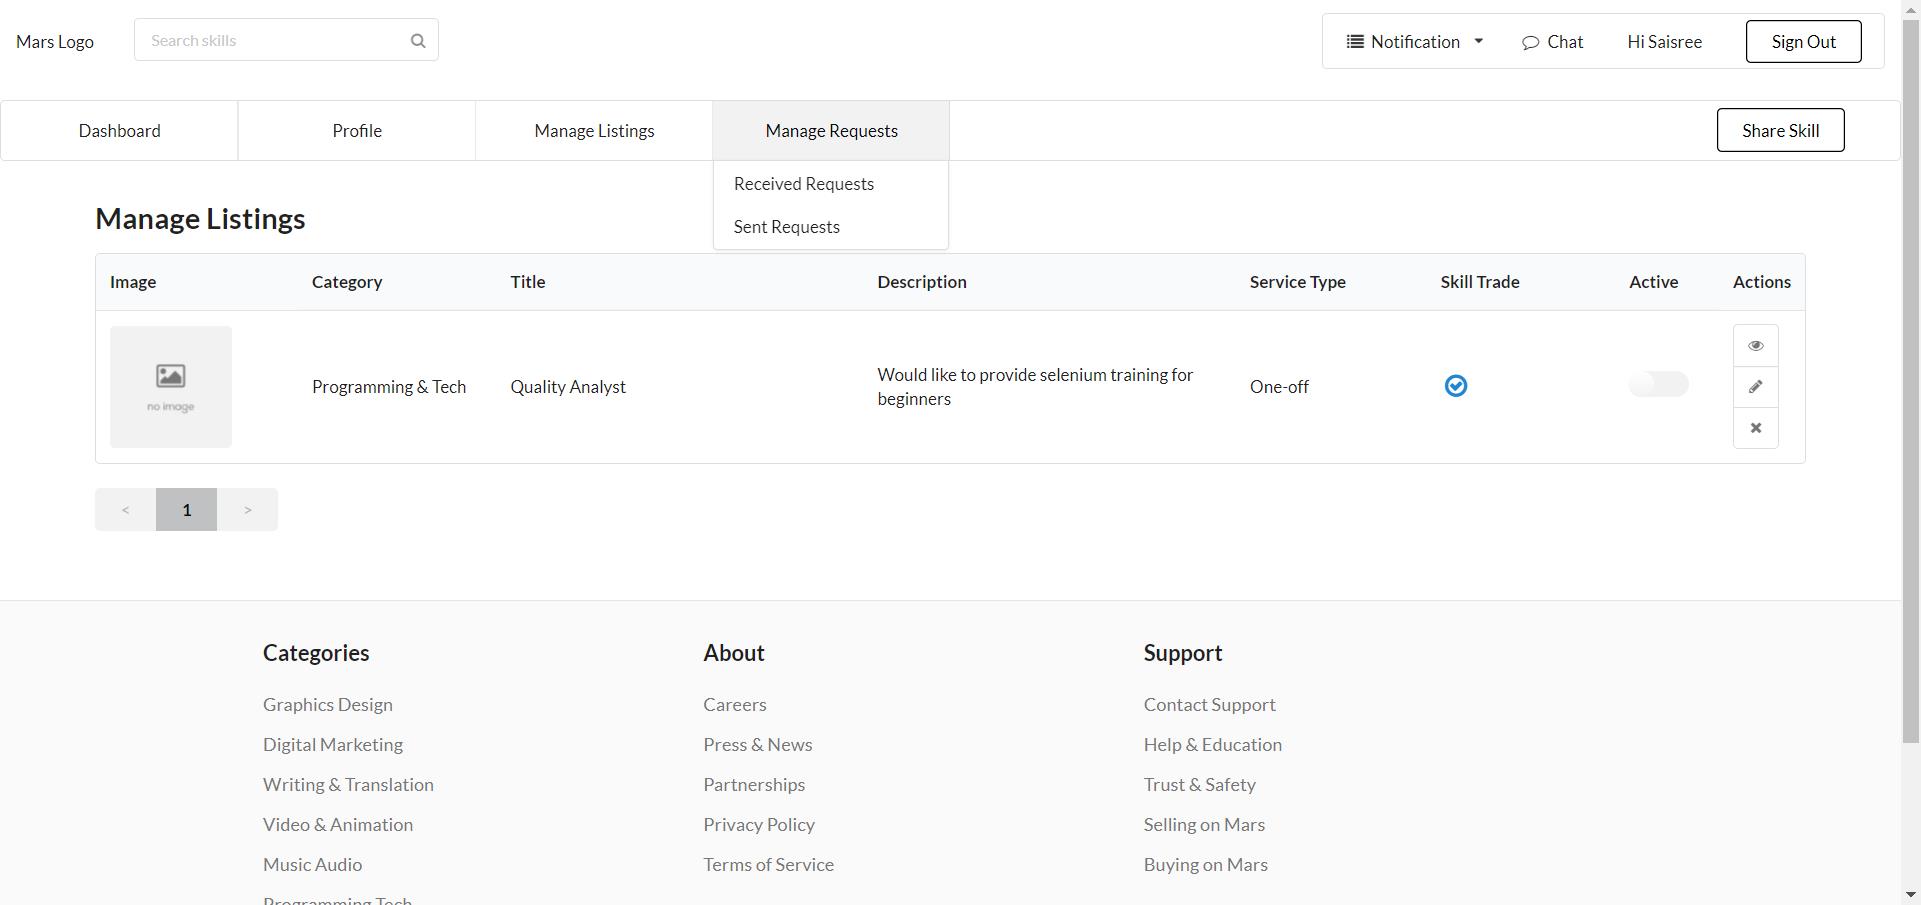 Mars Logo
Search skills
Notification
Chat
Hi Saisree
Sign Out
Dashboard
Profile
Manage Listings
Manage Requests
Share Skill
Received Requests
Sent Requests
Manage Listings
Image
Category
Title
Description
Service Type
Skill Trade
Active
Actions
no image
Programming & Tech
Quality Analyst
Would like to provide selenium training for
beginners
One-off
< 1 >
Categories
Graphics Design
Digital Marketing
Writing & Translation
Video & Animation
Music Audio
Programming Tech
About
Careers
Press & News
Partnerships
Privacy Policy
Terms of Service
Support
Contact Support
Help & Education
Trust & Safety
Selling on Mars
Buying on Mars